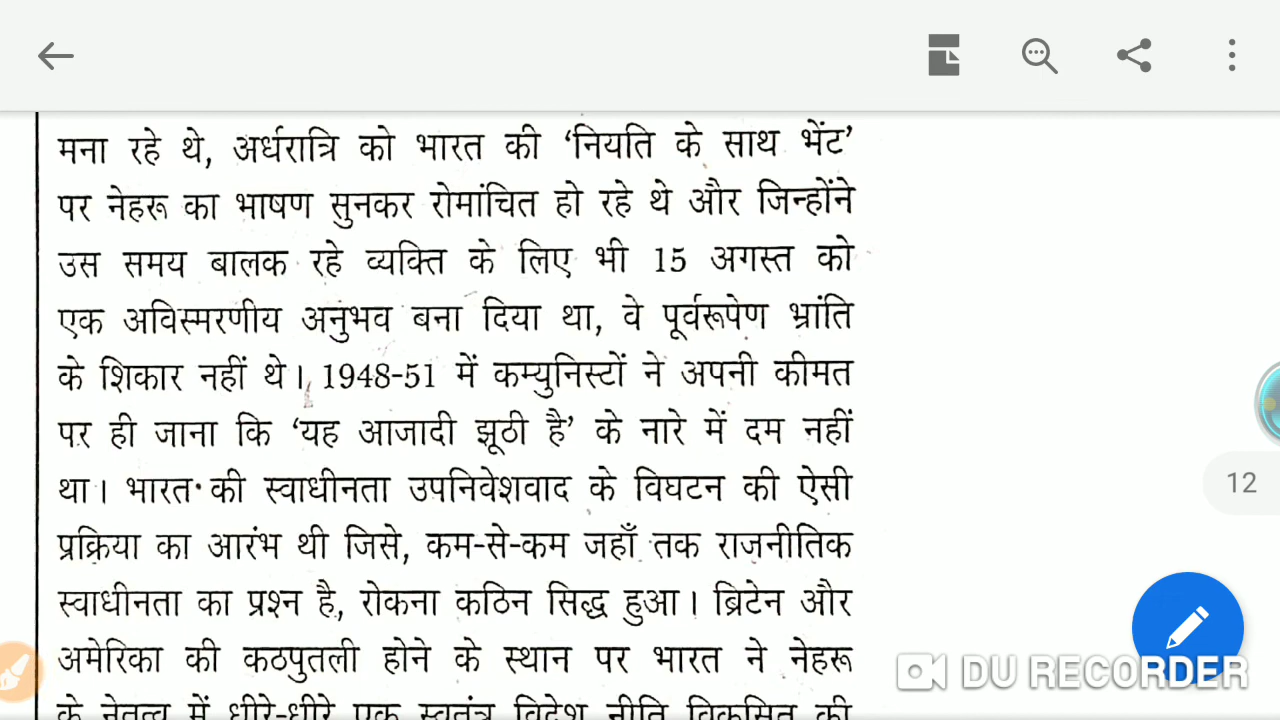 मना रहे थे, अर्धरात्रि को भारत की ‘नियति के साथ भेंट’
पर नेहरू का भाषण सुनकर रोमांचित हो रहे थे और जिन्होंने
उस समय बालक रहे व्यक्ति के लिए भी 15 अगस्त को
एक अविस्मरणीय अनुभव बना दिया था, वे पूर्वरूपेण भ्रांति
के शिकार नहीं थे। 1948-51 में कम्युनिस्टों ने अपनी कीमत
पर ही जाना कि ‘यह आजादी झूठी है’ के नारे में दम नहीं
था। भारत की स्वाधीनता उपनिवेशवाद के विघटन की ऐसी
12
प्रक्रिया का आरंभ थी जिसे, कम-से-कम जहाँ तक राजनीतिक
स्वाधीनता का प्रश्न है, रोकना कठिन सिद्ध हुआ। ब्रिटेन और
अमेरिका की कठपुतली होने के स्थान पर भारत ने नेहरू
के नेतृत्व में धीरे-धीरे एक स्वतंत्र विदेश नीति विकसित की
DU RECORDER